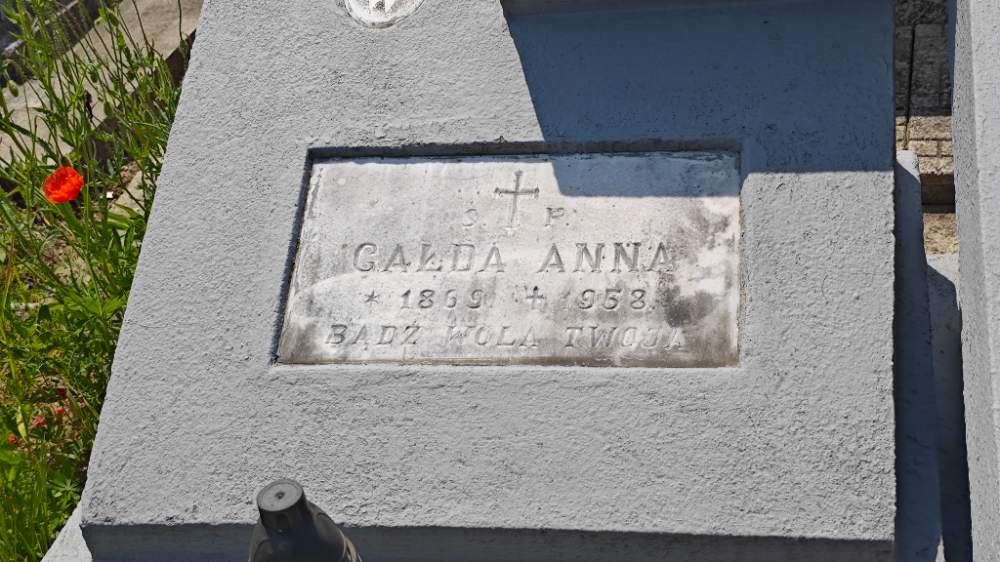 Ś. P.
GAŁDA ANNA
* 1869. + 1958.
BĄDŹ WOLA TWOJA